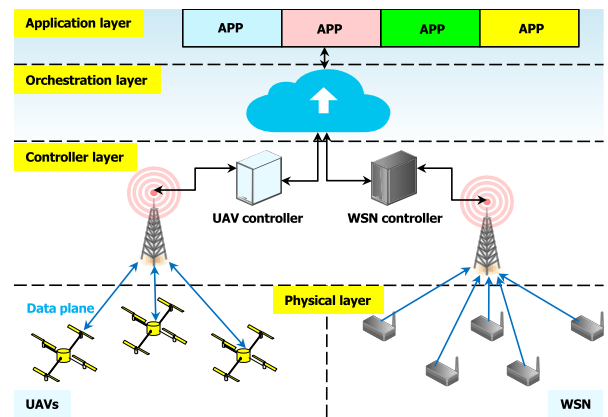 Application layer
APP APP APP APP
Orchestration layer
Controller layer
UAV controller
WSN controller
Data plane
Physical layer
UAVs
WSN